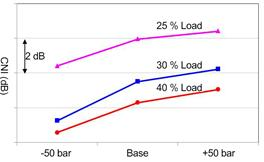 25 % Load
2 dB
30 % Load
40 % Load
CNI (dB)
-50 bar
Base
+50 bar